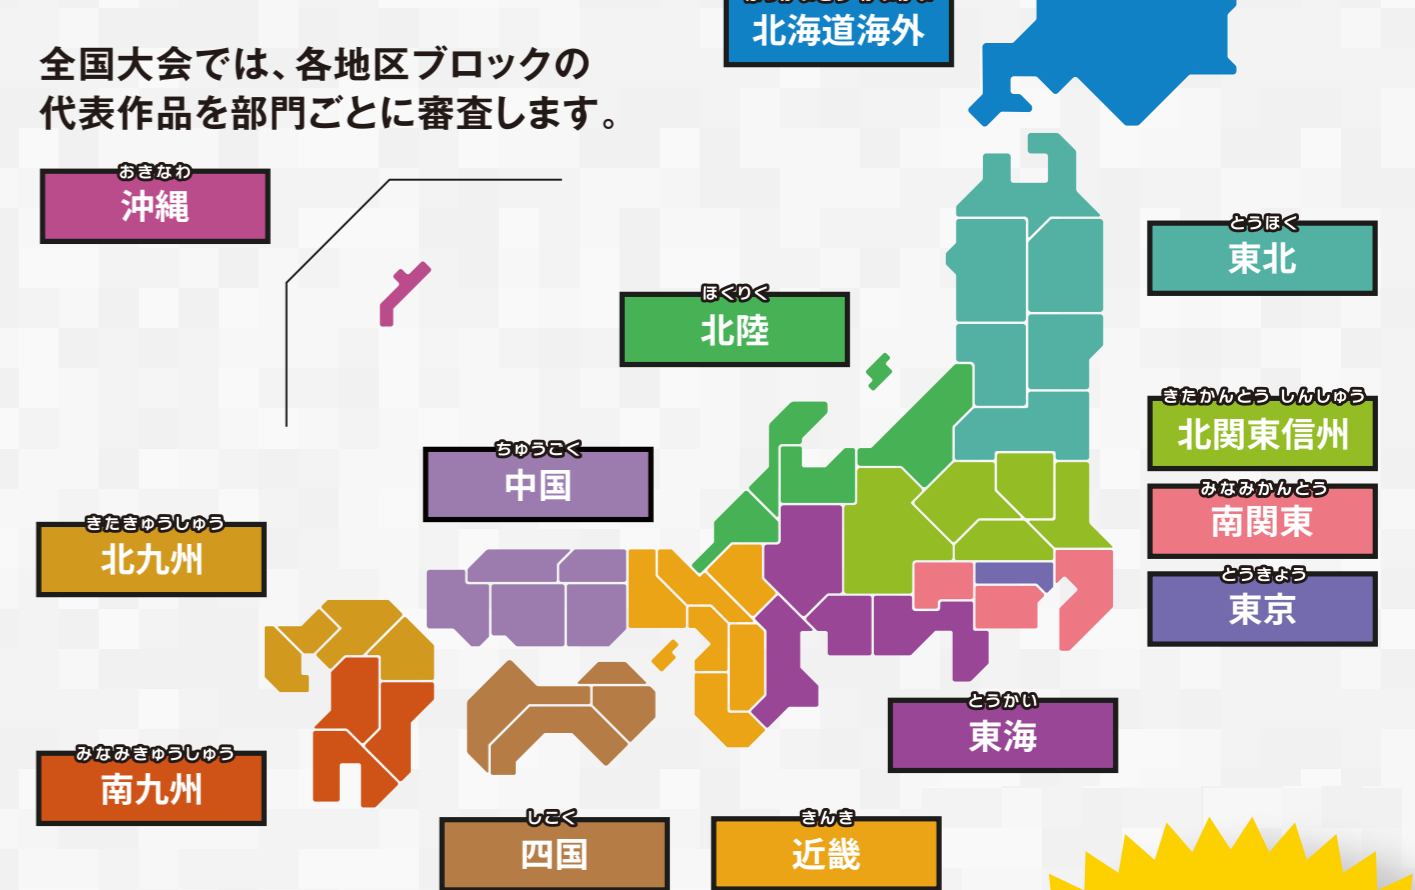 北海道海外
全国大会では、各地区ブロックの
代表作品を部門ごとに審査します。
おきなわ
沖縄
とうほく
東北
ほくりく
北陸
きたかんとう しんしゅう
北関東信州
ちゅうごく
中国
みなみかんとう
南関東
きたきゅうしゅう
北九州
とうきょう
東京
とうかい
東海
みなみきゅうしゅう
南九州
しこく
四国
きんき
近畿